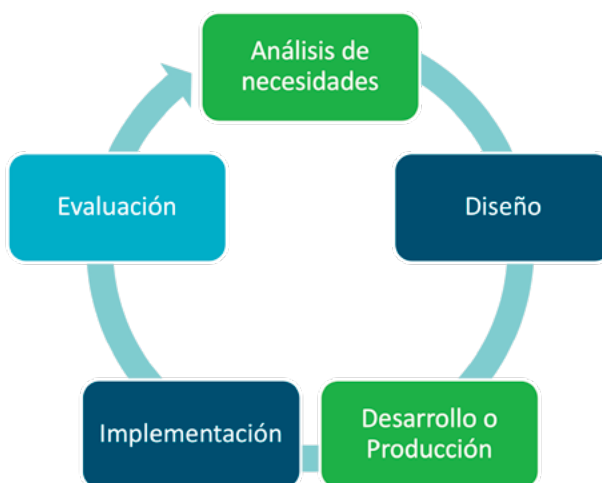 Análisis de
necesidades
Diseño
Desarrollo o
Producción
Implementación
Evaluación